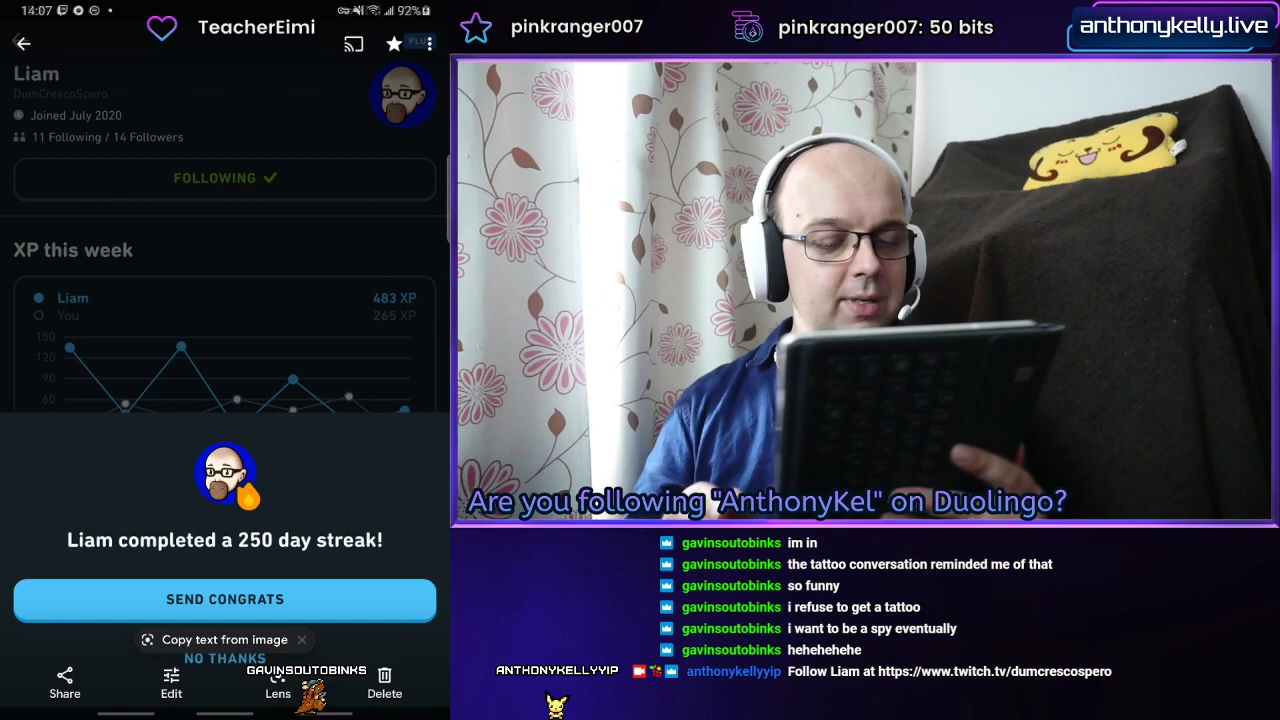 14:07
92%
TeacherEimi
PLUS
Liam
DumCrescoSpero
Joined July 2020
11 Following / 14 Followers
FOLLOWING
XP this week
Liam 483 XP
You 265 XP
150
120
90
60
Liam completed a 250 day streak!
SEND CONGRATS
Copy text from image
NO THANKS
GAVINSOUTOBINKS
Share
Edit
Lens
Delete
pinkranger007
pinkranger007: 50 bits
anthonykelly.live
Are you following "AnthonyKel" on Duolingo?
gavinsoutobinks im in
gavinsoutobinks the tattoo conversation reminded me of that
gavinsoutobinks so funny
gavinsoutobinks i refuse to get a tattoo
gavinsoutobinks i want to be a spy eventually
gavinsoutobinks hehehehehe
ANTHONYKELLYYIP
anthonykellyyip Follow Liam at https://www.twitch.tv/dumcrescospero